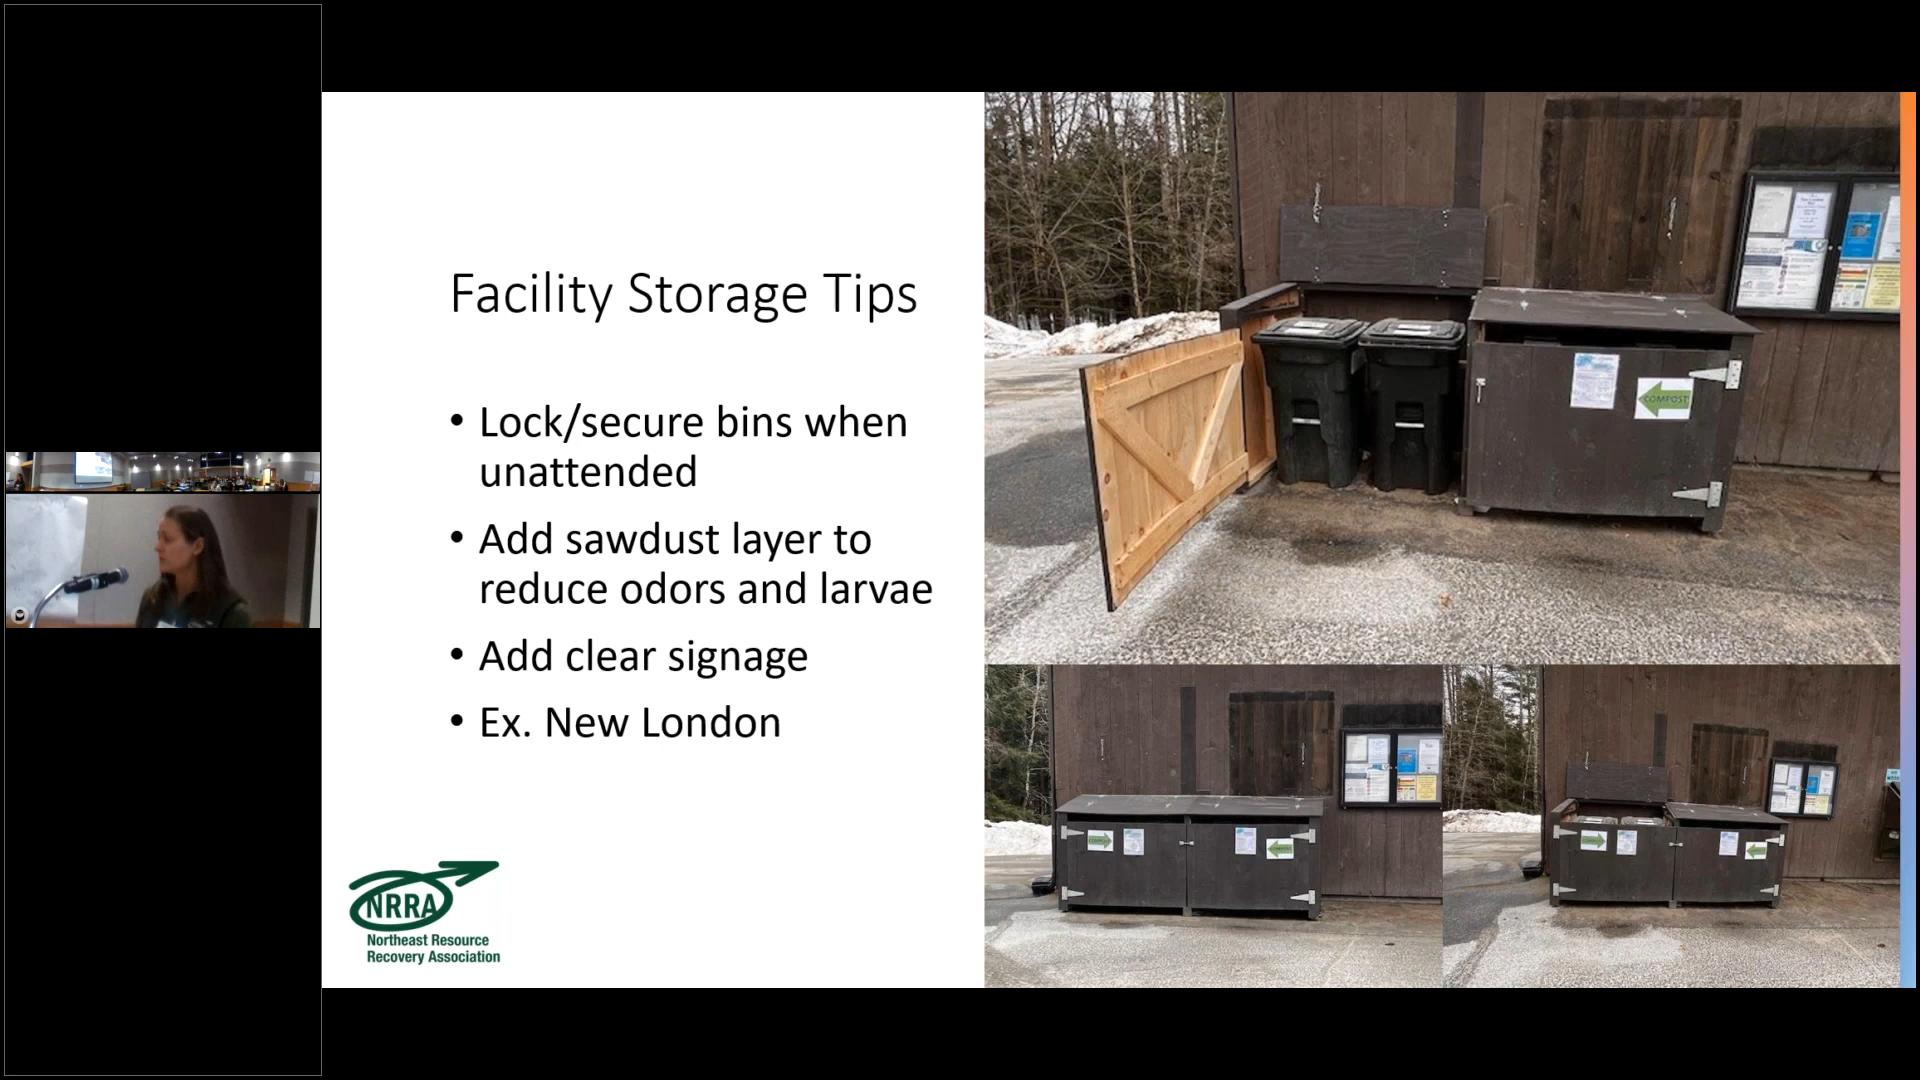 Facility Storage Tips
• Lock/secure bins when
unattended
• Add sawdust layer to
reduce odors and larvae
• Add clear signage
• Ex. New London
NRRA
Northeast Resource
Recovery Association
COMPOST